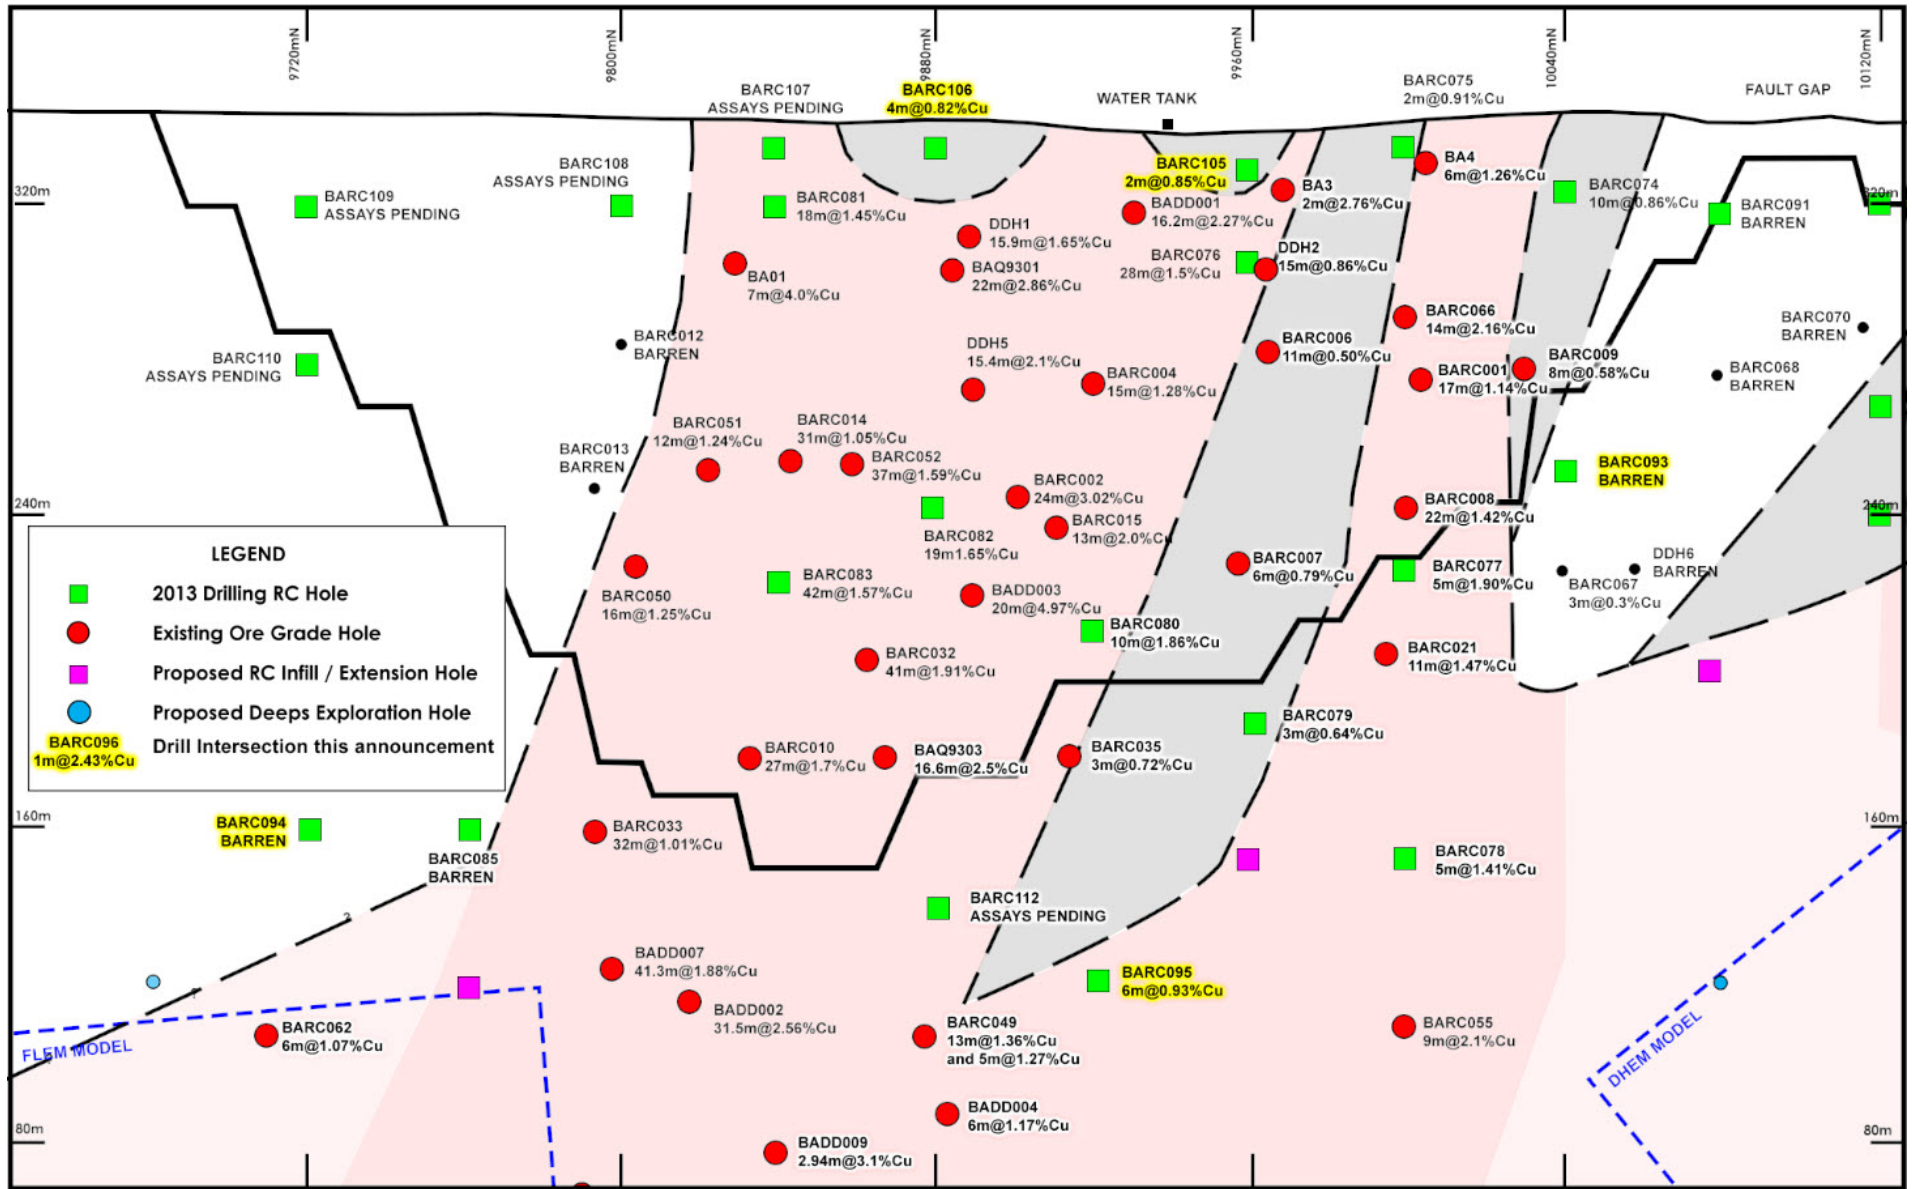 9720mN
9800mN
9880mN
9960mN
10040mN
10120mN
BARC107
ASSAYS PENDING
BARC106
4m@0.82%Cu
WATER TANK
BARC075
2m@0.91%Cu
FAULT GAP
BARC108
ASSAYS PENDING
BARC105
2m@0.85%Cu
BA4
6m@1.26%Cu
320m
BARC109
ASSAYS PENDING
BARC081
18m@1.45%Cu
BADD001
16.2m@2.27%Cu
BA3
2m@2.76%Cu
BARC074
10m@0.86%Cu
BARC091
BARREN
320m
DDH1
15.9m@1.65%Cu
BAQ9301
22m@2.86%Cu
BARC076
28m@1.5%Cu
DDH2
15m@0.86%Cu
BA01
7m@4.0%Cu
BARC066
14m@2.16%Cu
BARC070
BARREN
BARC012
BARREN
BARC006
11m@0.50%Cu
BARC110
ASSAYS PENDING
DDH5
15.4m@2.1%Cu
BARC004
15m@1.28%Cu
BARC001
17m@1.14%Cu
BARC009
8m@0.58%Cu
BARC068
BARREN
BARC051
12m@1.24%Cu
BARC014
31m@1.05%Cu
BARC052
37m@1.59%Cu
BARC013
BARREN
BARC093
BARREN
BARC002
24m@3.02%Cu
BARC008
22m@1.42%Cu
240m
240m
BARC015
13m@2.0%Cu
BARC082
19m1.65%Cu
BARC007
6m@0.79%Cu
BARC077
5m@1.90%Cu
DDH6
BARREN
BARC067
3m@0.3%Cu
BARC083
42m@1.57%Cu
BARC050
16m@1.25%Cu
BADD003
20m@4.97%Cu
BARC080
10m@1.86%Cu
BARC032
41m@1.91%Cu
BARC021
11m@1.47%Cu
LEGEND
2013 Drilling RC Hole
Existing Ore Grade Hole
Proposed RC Infill / Extension Hole
Proposed Deeps Exploration Hole
BARC096
1m@2.43%Cu
Drill Intersection this announcement
BARC079
3m@0.64%Cu
BARC010
27m@1.7%Cu
BAQ9303
16.6m@2.5%Cu
BARC035
3m@0.72%Cu
160m
160m
BARC094
BARREN
BARC085
BARREN
BARC033
32m@1.01%Cu
BARC078
5m@1.41%Cu
BARC112
ASSAYS PENDING
?
BADD007
41.3m@1.88%Cu
BARC095
6m@0.93%Cu
?
BADD002
31.5m@2.56%Cu
BARC062
6m@1.07%Cu
BARC049
13m@1.36%Cu
and 5m@1.27%Cu
BARC055
9m@2.1%Cu
FLEM MODEL
DHEM MODEL
BADD004
6m@1.17%Cu
80m
80m
BADD009
2.94m@3.1%Cu